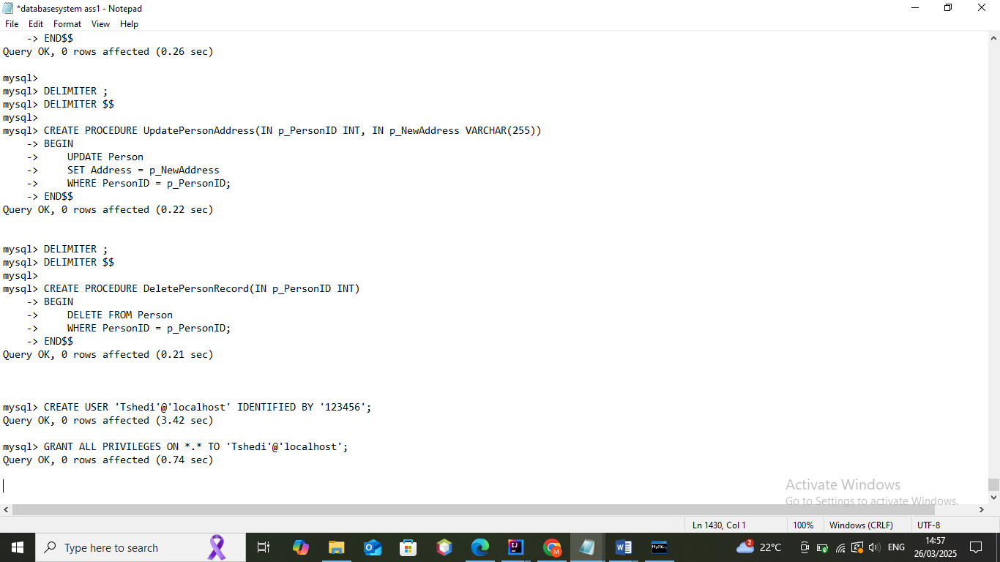 *databasesystem ass1 - Notepad
File Edit Format View Help
    -> END$$
Query OK, 0 rows affected (0.26 sec)

mysql>
mysql> DELIMITER ;
mysql> DELIMITER $$
mysql>
mysql> CREATE PROCEDURE UpdatePersonAddress(IN p_PersonID INT, IN p_NewAddress VARCHAR(255))
    -> BEGIN
    ->     UPDATE Person
    ->     SET Address = p_NewAddress
    ->     WHERE PersonID = p_PersonID;
    -> END$$
Query OK, 0 rows affected (0.22 sec)

mysql> DELIMITER ;
mysql> DELIMITER $$
mysql>
mysql> CREATE PROCEDURE DeletePersonRecord(IN p_PersonID INT)
    -> BEGIN
    ->     DELETE FROM Person
    ->     WHERE PersonID = p_PersonID;
    -> END$$
Query OK, 0 rows affected (0.21 sec)

mysql> CREATE USER 'Tshedi'@'localhost' IDENTIFIED BY '123456';
Query OK, 0 rows affected (3.42 sec)

mysql> GRANT ALL PRIVILEGES ON *.* TO 'Tshedi'@'localhost';
Query OK, 0 rows affected (0.74 sec)

Activate Windows
Go to Settings to activate Windows.
Ln 1430, Col 1 100% Windows (CRLF) UTF-8
Type here to search
2 22°C ENG
14:57
26/03/2025